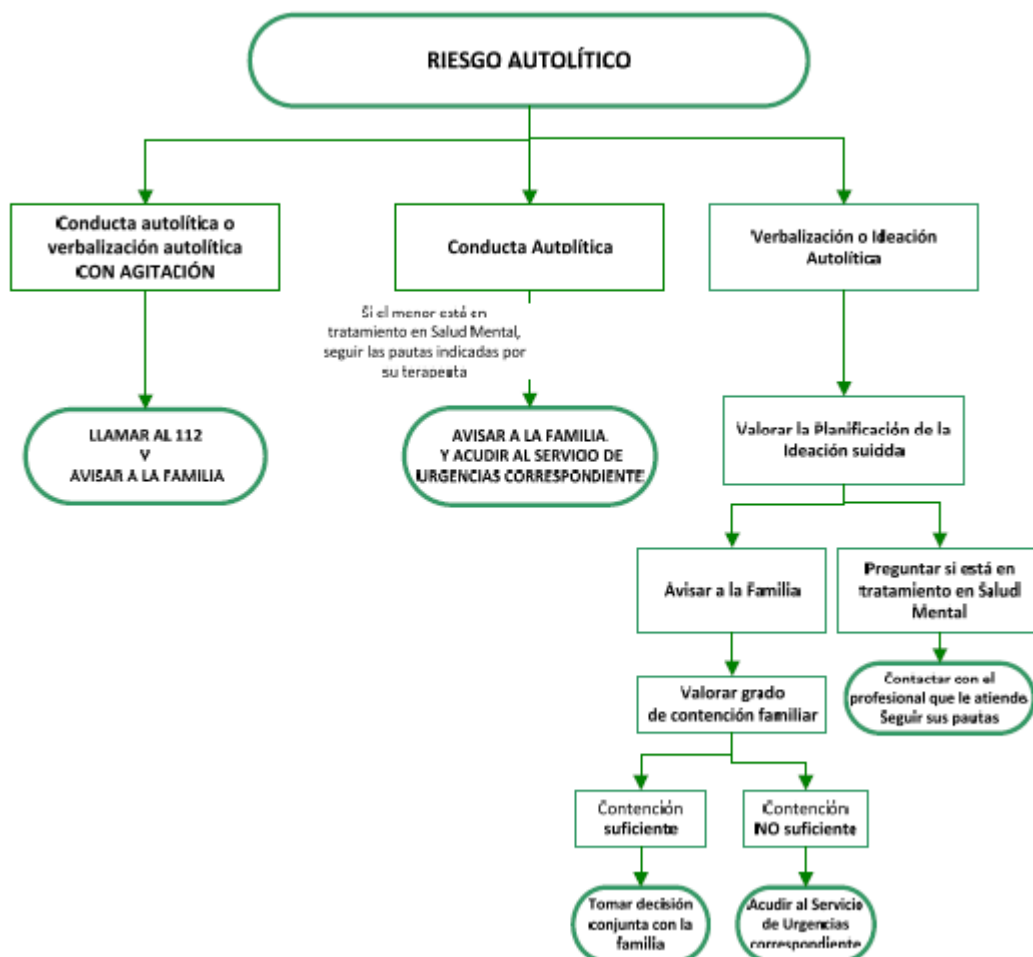 RIESGO AUTOLÍTICO
Conducta autolítica o
verbalización autolítica
CON AGITACIÓN
Conducta Autolítica
Verbalización o Ideación
Autolítica
Si el menor está en
tratamiento en Salud Mental,
seguir las pautas indicadas por
su terapeuta
LLAMAR AL 112
Y
AVISAR A LA FAMILIA
AVISAR A LA FAMILIA
Y ACUDIR AL SERVICIO DE
URGENCIAS CORRESPONDIENTE
Valorar la Planificación de la
Ideación suicida
Avisar a la Familia
Preguntar si está en
tratamiento en Salud
Mental
Valorar grado
de contención familiar
Contactar con el
profesional que le atiende
Seguir sus pautas
Contención
suficiente
Contención
NO suficiente
Tomar decisión
conjunta con la
familia
Acudir al Servicio
de Urgencias
correspondiente